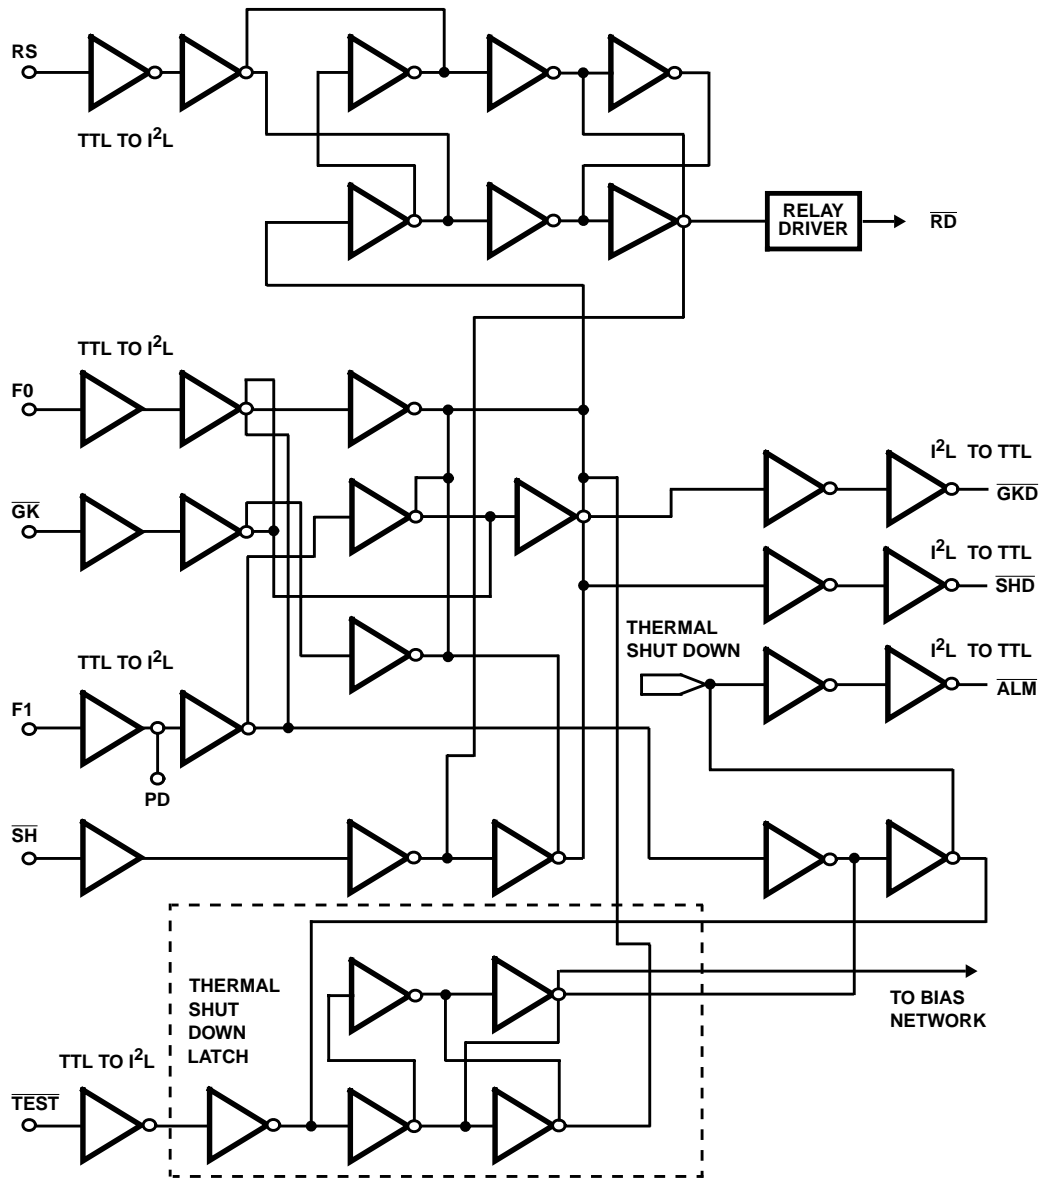 RS
TTL TO I²L
RELAY
DRIVER
RD
TTL TO I²L
F0
I²L TO TTL
GK
GKD
I²L TO TTL
SHD
THERMAL
SHUT DOWN
I²L TO TTL
ALM
TTL TO I²L
F1
PD
SH
THERMAL
SHUT
DOWN
LATCH
TO BIAS
NETWORK
TTL TO I²L
TEST